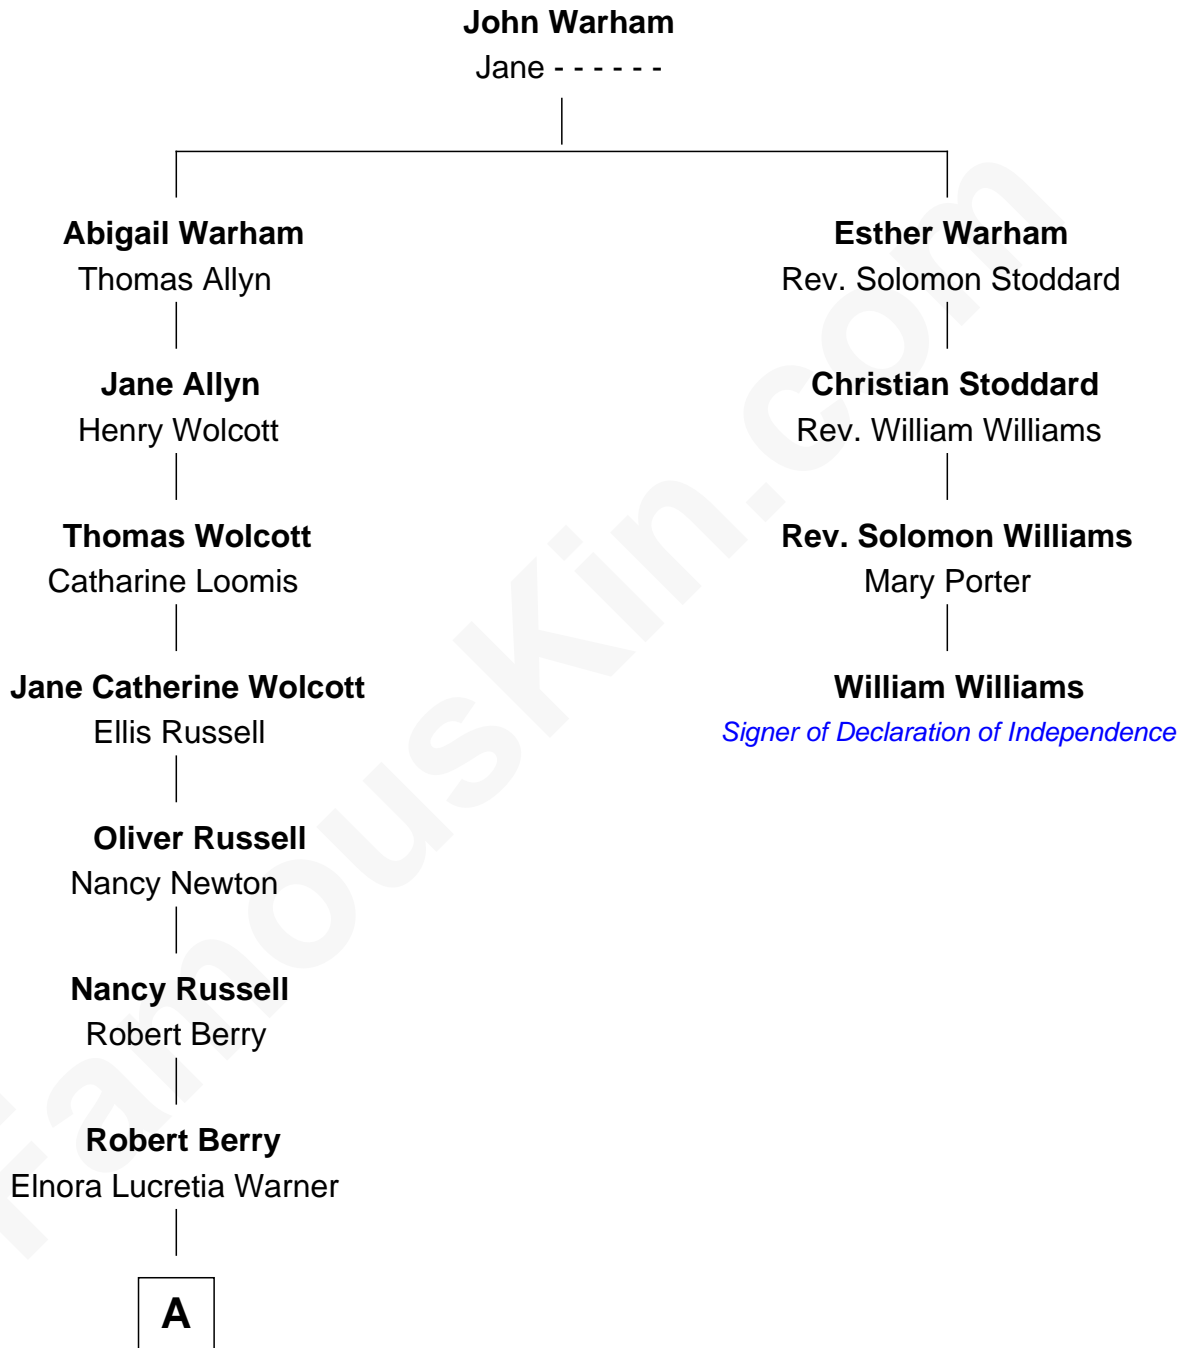 John Warham
Jane - - - - - -
Abigail Warham
Thomas Allyn
Esther Warham
Rev. Solomon Stoddard
Jane Allyn
Henry Wolcott
Christian Stoddard
Rev. William Williams
Thomas Wolcott
Catharine Loomis
Rev. Solomon Williams
Mary Porter
Jane Catherine Wolcott
Ellis Russell
William Williams
Signer of Declaration of Independence
Oliver Russell
Nancy Newton
Nancy Russell
Robert Berry
Robert Berry
Elnora Lucretia Warner
A
FamousKin.com